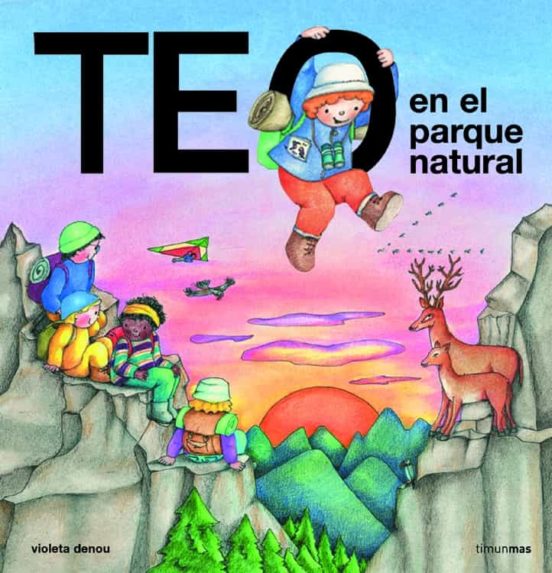 TEO
en el
parque
natural
violeta denou
timunmas